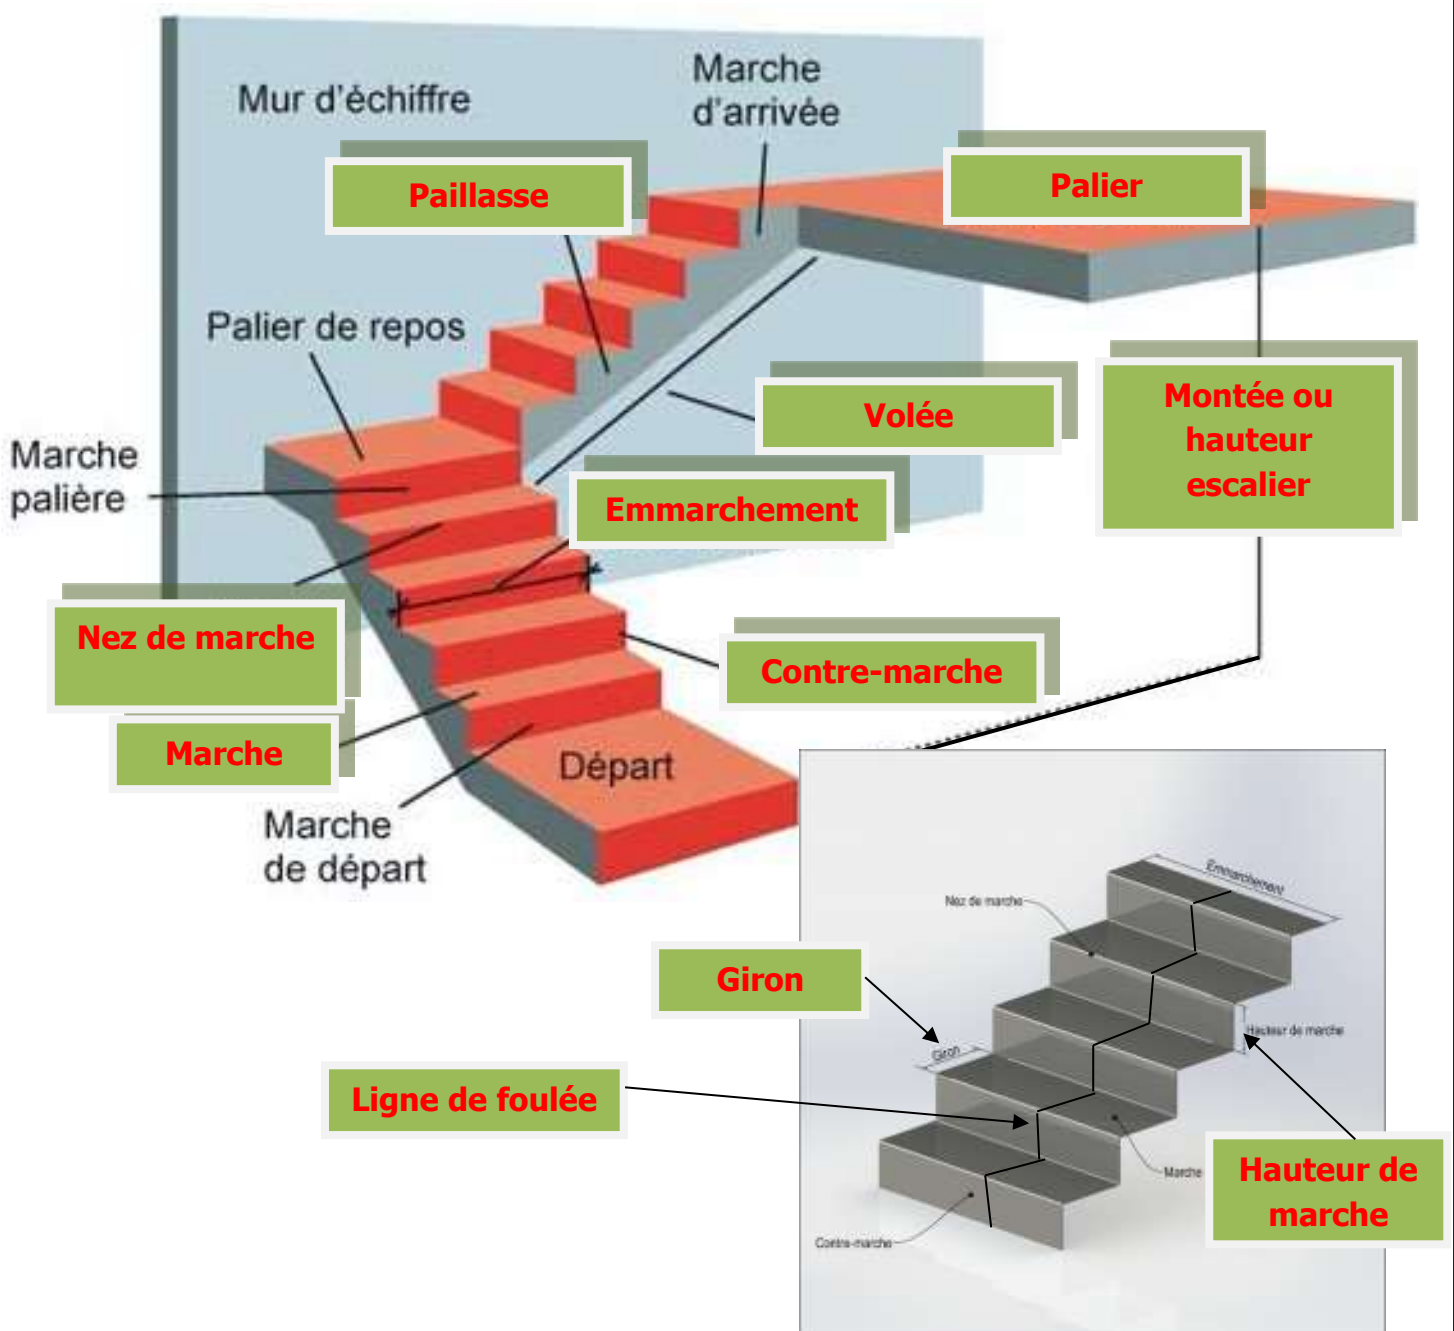 Mur d'échiffre
Marche
d'arrivée
Paillasse
Palier
Palier de repos
Volée
Montée ou
hauteur
escalier
Marche
palière
Emmarchement
Nez de marche
Contre-marche
Marche
Départ
Marche
de départ
Emmarchement
Nez de marche
Giron
Hauteur de marche
Giron
Ligne de foulée
Marche
Hauteur de
marche
Contre-marche